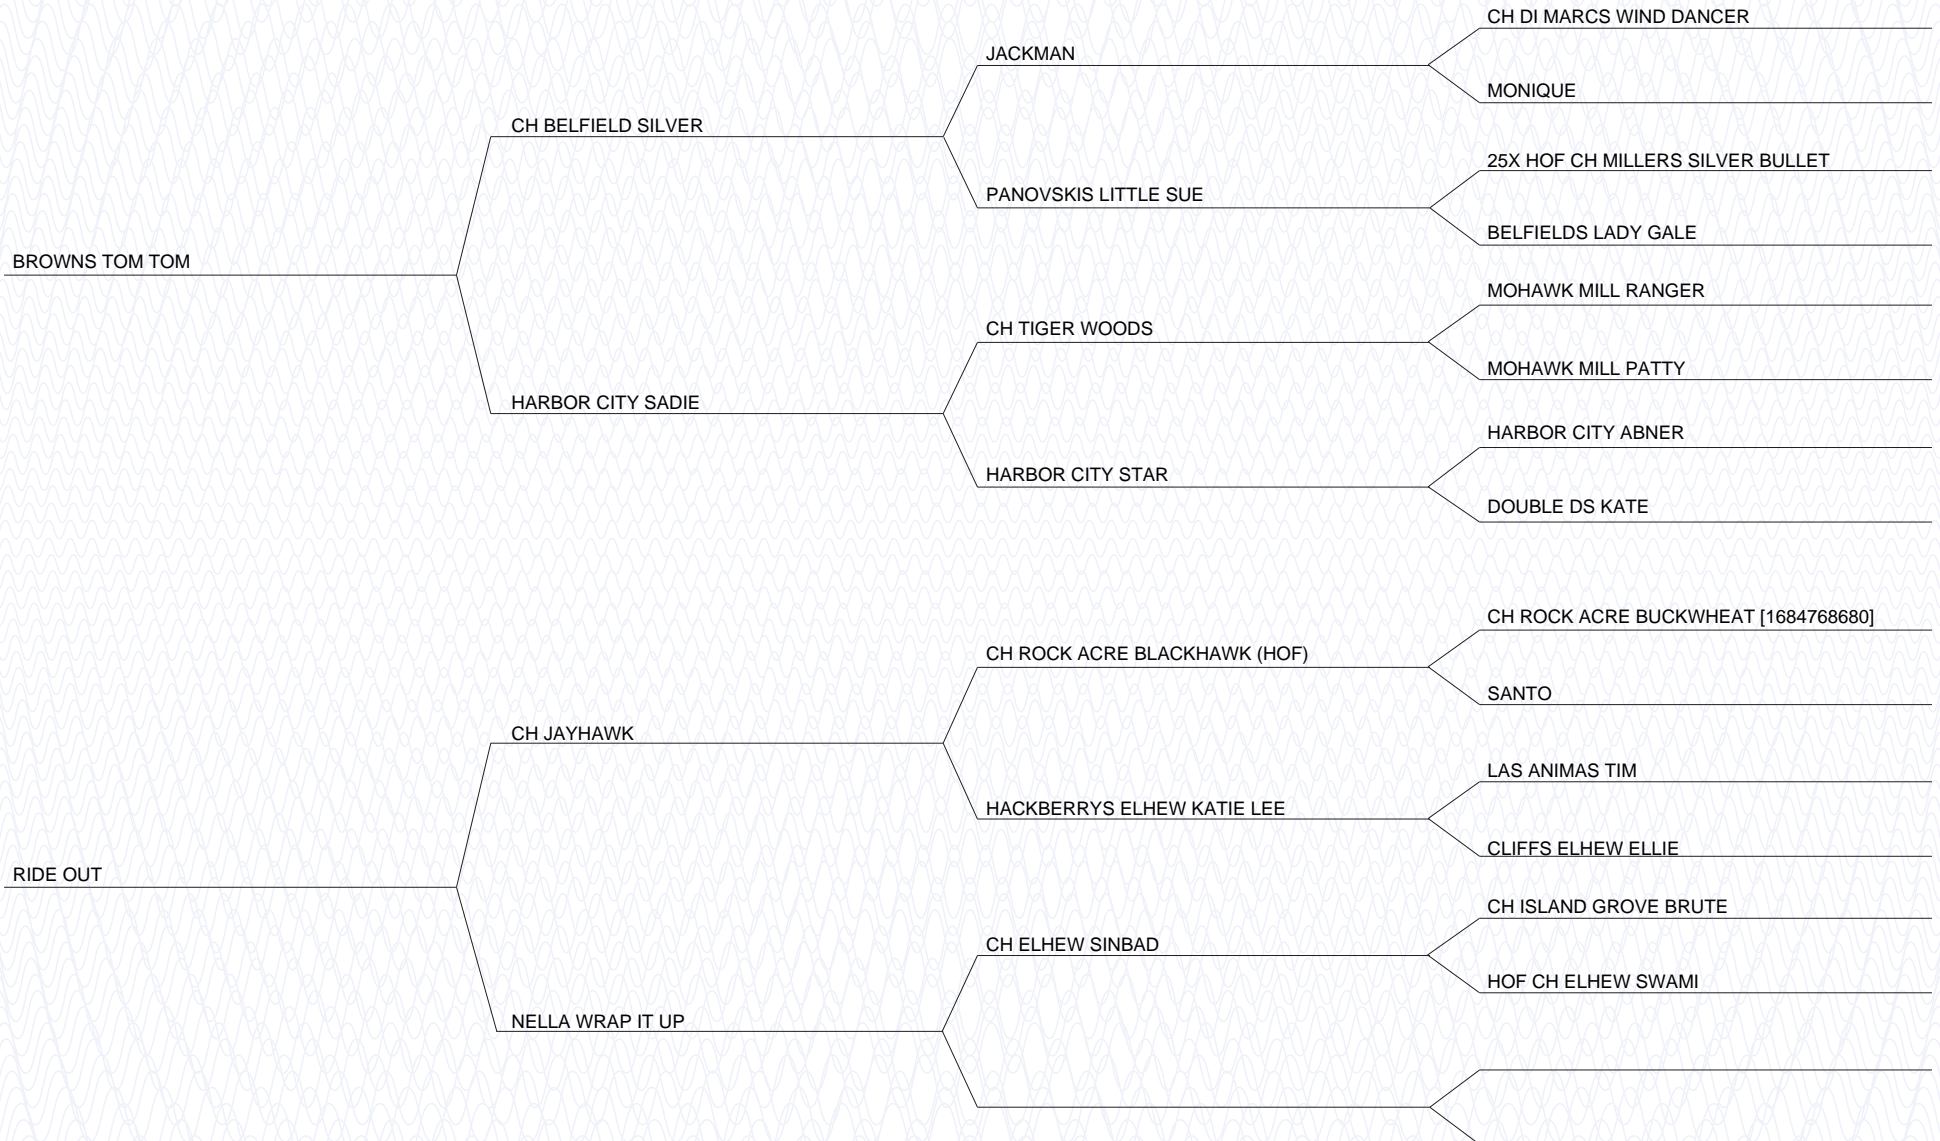 CH DI MARCS WIND DANCER
JACKMAN
MONIQUE
CH BELFIELD SILVER
25X HOF CH MILLERS SILVER BULLET
PANOVSKIS LITTLE SUE
BELFIELDS LADY GALE
BROWNS TOM TOM
MOHAWK MILL RANGER
CH TIGER WOODS
MOHAWK MILL PATTY
HARBOR CITY SADIE
HARBOR CITY ABNER
HARBOR CITY STAR
DOUBLE DS KATE
CH ROCK ACRE BUCKWHEAT [1684768680]
CH ROCK ACRE BLACKHAWK (HOF)
SANTO
CH JAYHAWK
LAS ANIMAS TIM
HACKBERRYS ELHEW KATIE LEE
CLIFFS ELHEW ELLIE
RIDE OUT
CH ISLAND GROVE BRUTE
CH ELHEW SINBAD
HOF CH ELHEW SWAMI
NELLA WRAP IT UP